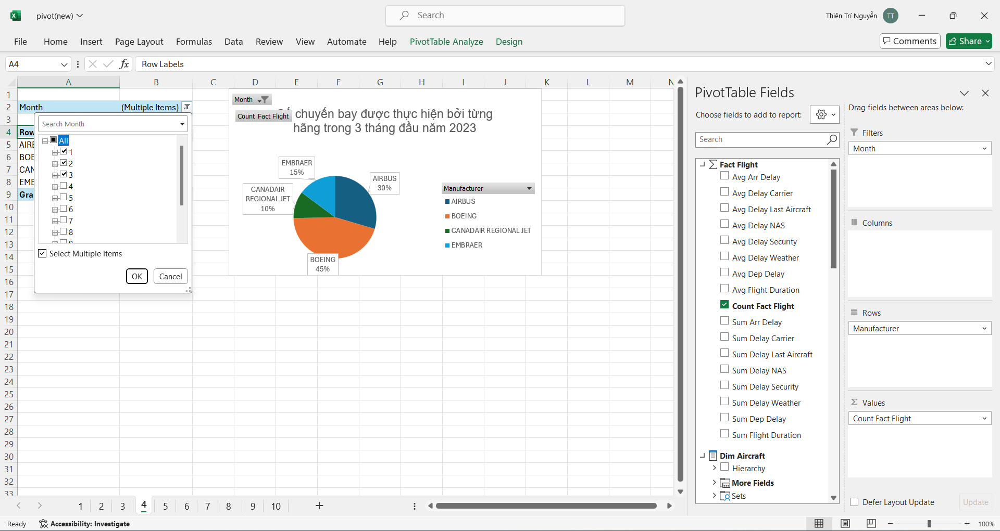 pivot(new)
Search
Thiện Trí Nguyễn
TT
File
Home
Insert
Page Layout
Formulas
Data
Review
View
Automate
Help
PivotTable Analyze
Design
Comments
Share
A4
fx
Row Labels
A B C D E F G H I J K L M N
1
2 Month (Multiple Items)
3
4
5
6
7
8
9
10
11
12
13
14
15
16
17
18
19
20
21
22
23
24
25
26
27
28
29
30
31
32
33
Search Month
All
1
2
3
4
5
6
7
8
Select Multiple Items
OK
Cancel
Month
Count Fact Flight
chuyến bay được thực hiện bởi từng
hãng trong 3 tháng đầu năm 2023
EMBRAER
15%
AIRBUS
30%
CANADAIR
REGIONAL JET
10%
BOEING
45%
Manufacturer
AIRBUS
BOEING
CANADAIR REGIONAL JET
EMBRAER
PivotTable Fields
Choose fields to add to report:
Search
Fact Flight
Avg Arr Delay
Avg Delay Carrier
Avg Delay Last Aircraft
Avg Delay NAS
Avg Delay Security
Avg Delay Weather
Avg Dep Delay
Avg Flight Duration
Count Fact Flight
Sum Arr Delay
Sum Delay Carrier
Sum Delay Last Aircraft
Sum Delay NAS
Sum Delay Security
Sum Delay Weather
Sum Dep Delay
Sum Flight Duration
Dim Aircraft
Hierarchy
More Fields
Sets
Drag fields between areas below:
Filters
Month
Columns
Rows
Manufacturer
Values
Count Fact Flight
Defer Layout Update
Update
1 2 3 4 5 6 7 8 9 10
Ready
Accessibility: Investigate
100%